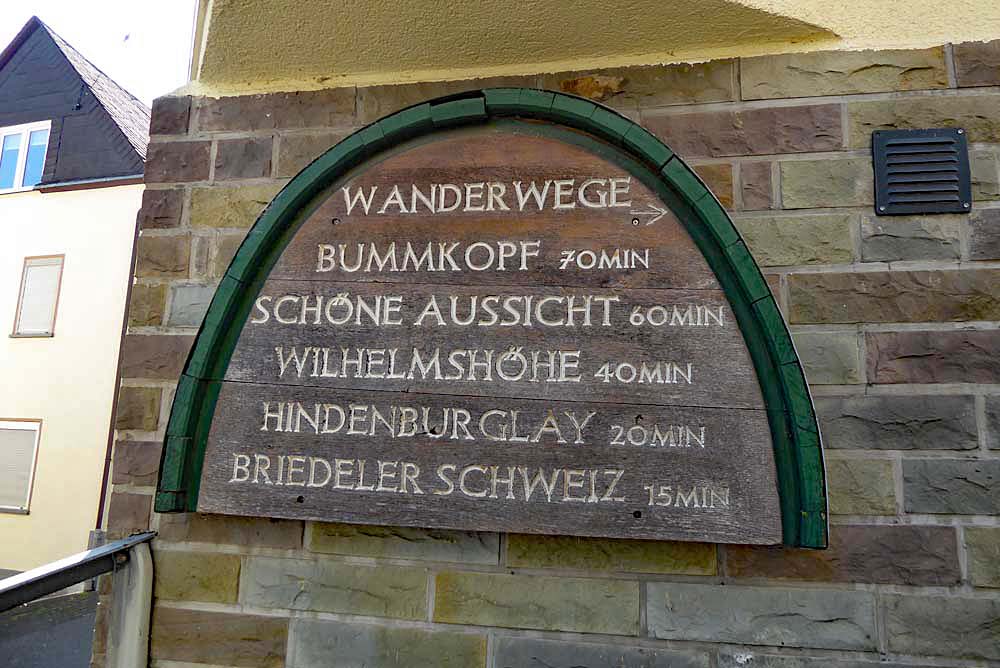 WANDERWEGE →
BUMMKOPF 70MIN
SCHÖNE AUSSICHT 60MIN
WILHELMSHÖHE 40MIN
HINDENBURGLAY 20MIN
BRIEDELER SCHWEIZ 15MIN